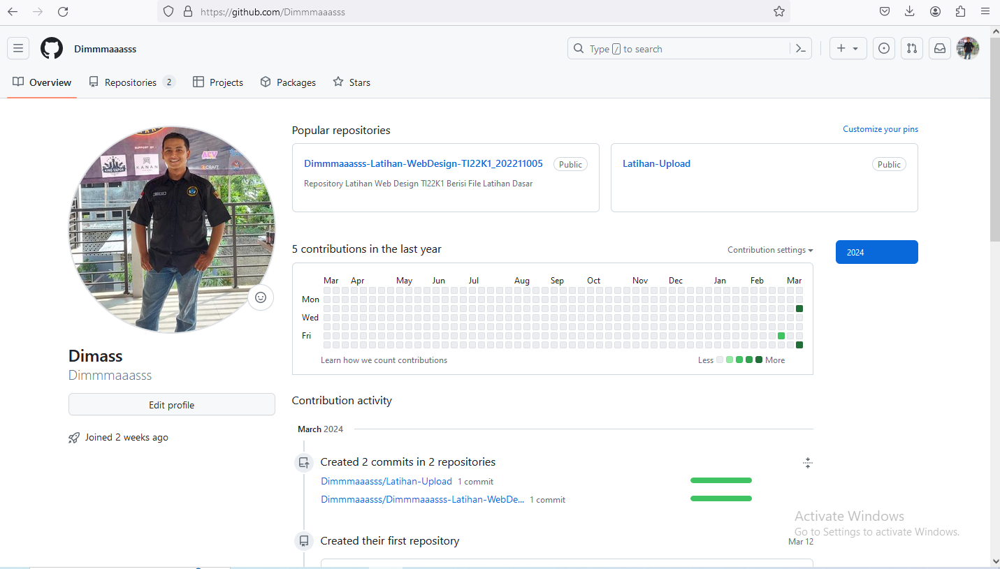 https://github.com/Dimmmaaasss
Dimmmaaasss
Type / to search
Overview
Repositories 2
Projects
Packages
Stars
SUPPORT BY :
KING VAPOR
KANAN
Dimass
Dimmmaaasss
Edit profile
Joined 2 weeks ago
Popular repositories
Customize your pins
Dimmmaaasss-Latihan-WebDesign-TI22K1_202211005 Public
Repository Latihan Web Design TI22K1 Berisi File Latihan Dasar
Latihan-Upload Public
5 contributions in the last year
Contribution settings
2024
Mar Apr May Jun Jul Aug Sep Oct Nov Dec Jan Feb Mar
Mon
Wed
Fri
Learn how we count contributions
Less More
Contribution activity
March 2024
Created 2 commits in 2 repositories
Dimmmaaasss/Latihan-Upload 1 commit
Dimmmaaasss/Dimmmaaasss-Latihan-WebDe... 1 commit
Created their first repository
Mar 12
Activate Windows
Go to Settings to activate Windows.